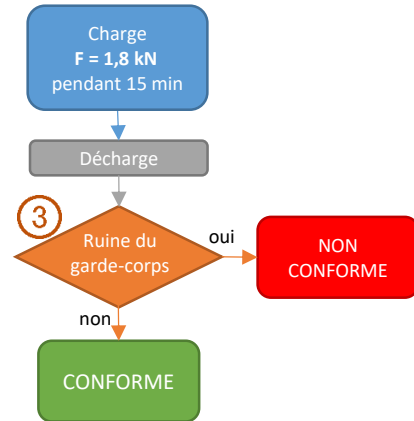 Charge
F = 1,8 kN
pendant 15 min
Décharge
3
Ruine du
garde-corps
oui
NON
CONFORME
non
CONFORME